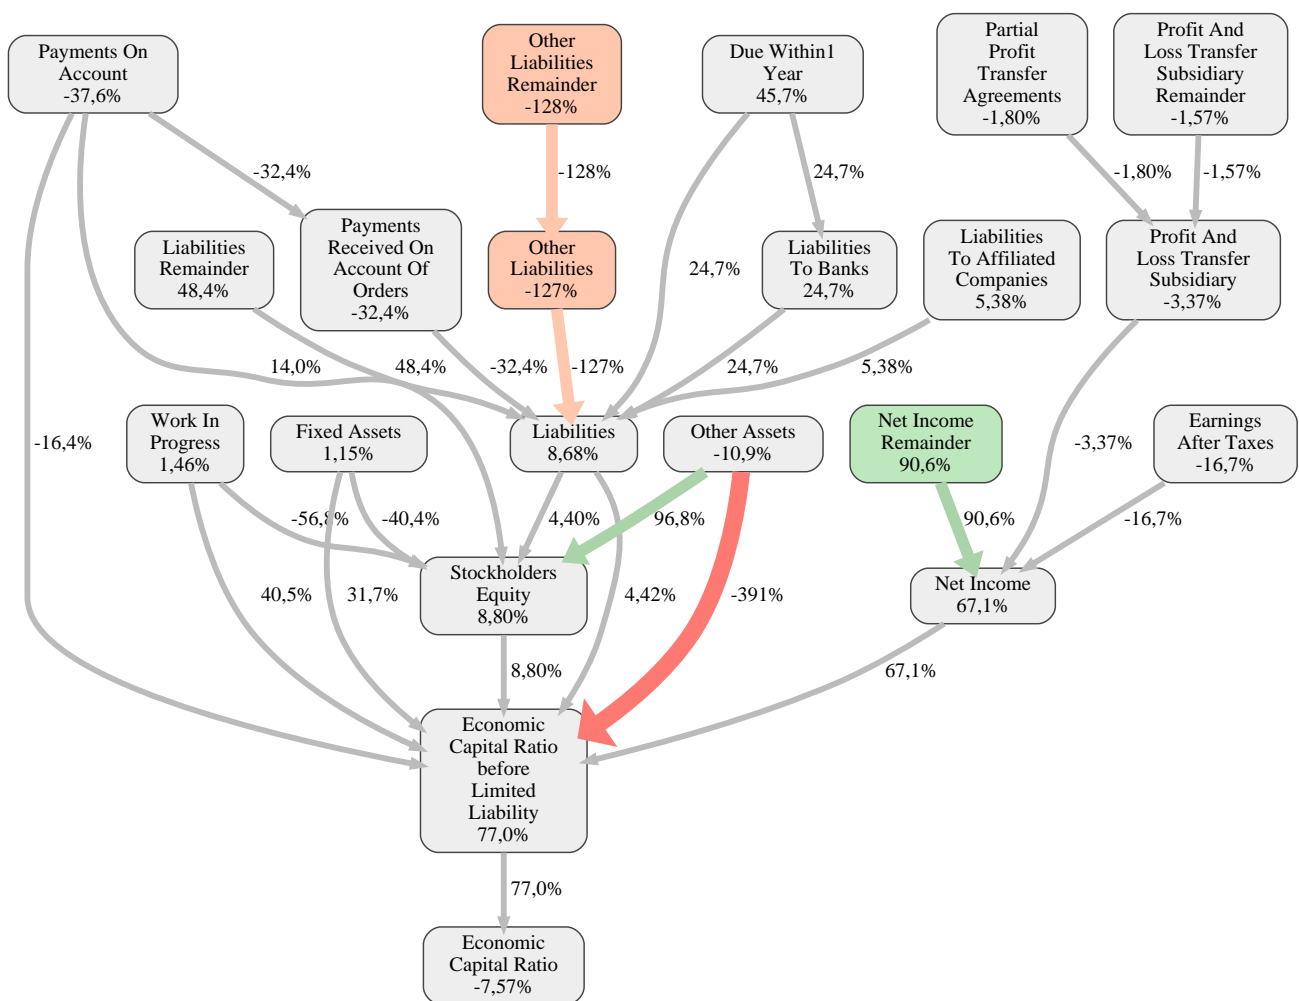 Payments On
Account
-37,6%
Other
Liabilities
Remainder
-128%
Due Within1
Year
45,7%
Partial
Profit
Transfer
Agreements
-1,80%
Profit And
Loss Transfer
Subsidiary
Remainder
-1,57%
-32,4%
-128%
24,7%
-1,80%
-1,57%
Liabilities
Remainder
48,4%
Payments
Received On
Account Of
Orders
-32,4%
Other
Liabilities
-127%
24,7%
Liabilities
To Banks
24,7%
Liabilities
To Affiliated
Companies
5,38%
Profit And
Loss Transfer
Subsidiary
-3,37%
14,0%
48,4%
-32,4%
-127%
24,7%
5,38%
-16,4%
Work In
Progress
1,46%
Fixed Assets
1,15%
Liabilities
8,68%
Other Assets
-10,9%
Net Income
Remainder
90,6%
-3,37%
Earnings
After Taxes
-16,7%
-56,8%
-40,4%
4,40%
96,8%
90,6%
-16,7%
40,5%
31,7%
Stockholders
Equity
8,80%
4,42%
-391%
Net Income
67,1%
8,80%
67,1%
Economic
Capital Ratio
before
Limited
Liability
77,0%
77,0%
Economic
Capital Ratio
-7,57%